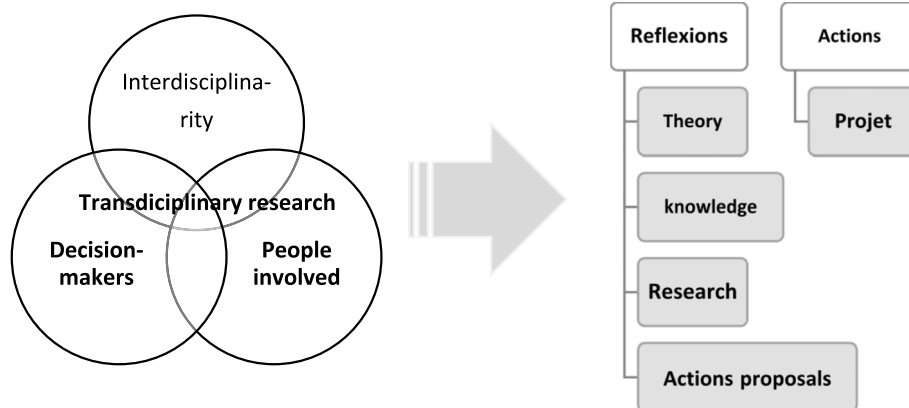 Interdisciplina-
rity
Transdiciplinary research
Decision-
makers
People
involved
Reflexions
Theory
knowledge
Research
Actions proposals
Actions
Projet